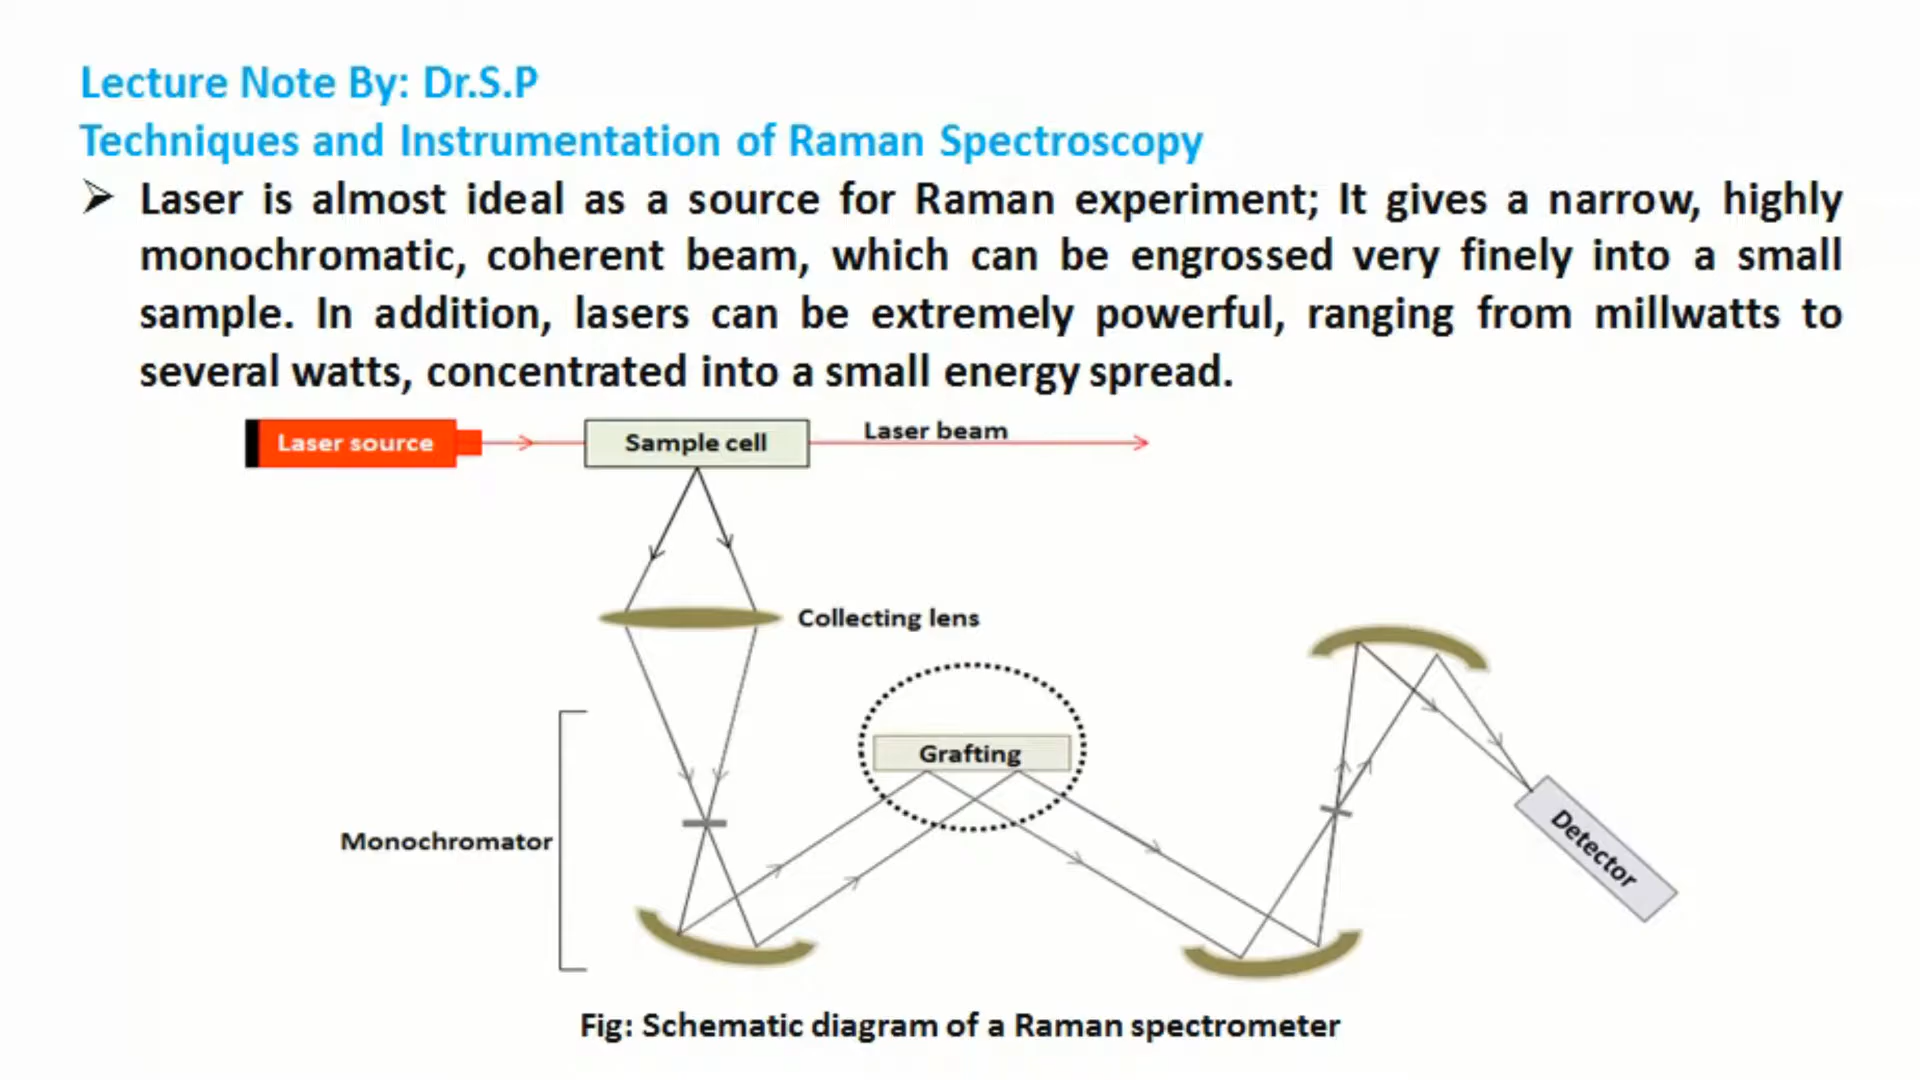 Lecture Note By: Dr.S.P
Techniques and Instrumentation of Raman Spectroscopy
➢ Laser is almost ideal as a source for Raman experiment; It gives a narrow, highly
monochromatic, coherent beam, which can be engrossed very finely into a small
sample. In addition, lasers can be extremely powerful, ranging from millwatts to
several watts, concentrated into a small energy spread.
Laser source
Sample cell
Laser beam
Collecting lens
Grafting
Monochromator
Detector
Fig: Schematic diagram of a Raman spectrometer